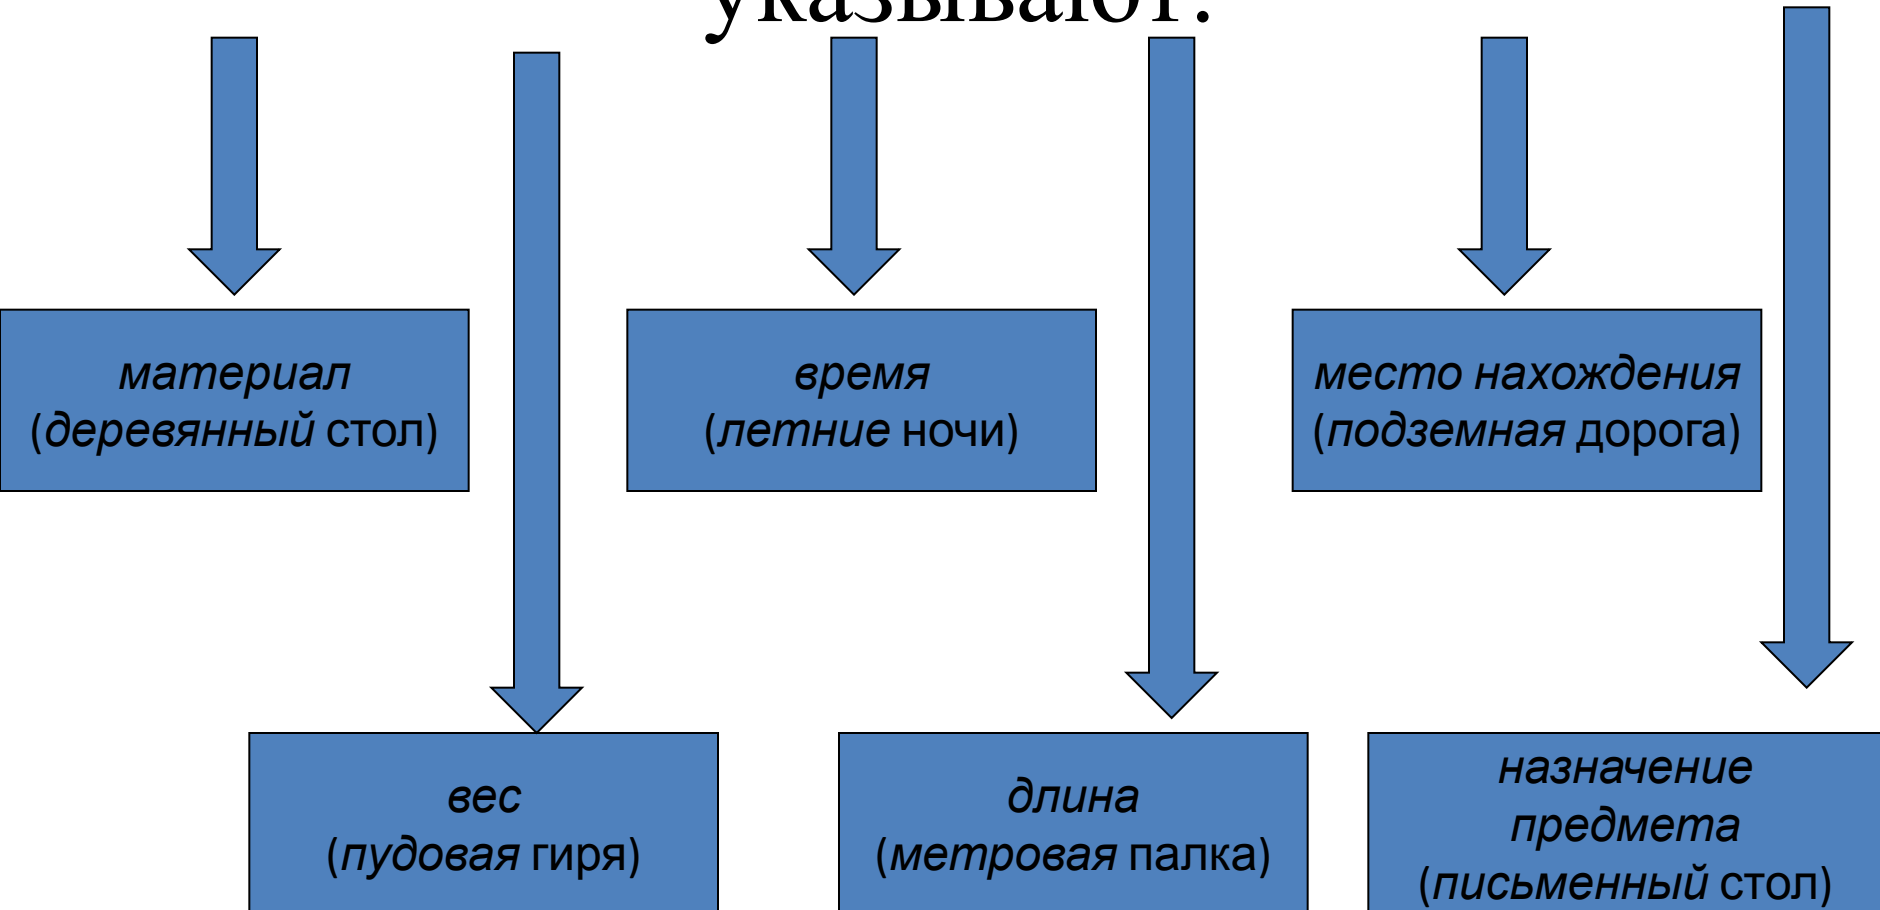 указывают:
материал
(деревянный стол)
время
(летние ночи)
место нахождения
(подземная дорога)
вес
(пудовая гиря)
длина
(метровая палка)
назначение
предмета
(письменный стол)